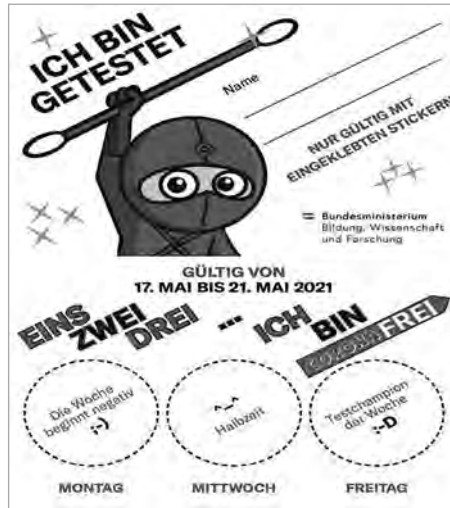 ICH BIN
GETESTET
Name
NUR GÜLTIG MIT
EINGEKLEBTEN STICKERN
Bundesministerium
Bildung, Wissenschaft
und Forschung
GÜLTIG VON
17. MAI BIS 21. MAI 2021
EINS ZWEI DREI ... ICH BIN CORONAFREI
Die Woche
beginnt negativ
;-)
^_^
Halbzeit
Testchampion
der Woche
:-D
MONTAG
MITTWOCH
FREITAG